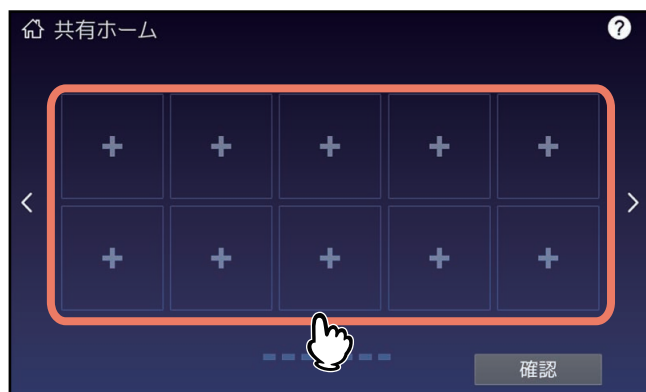 共有ホーム
?
+ + + + +
+ + + + +
確認